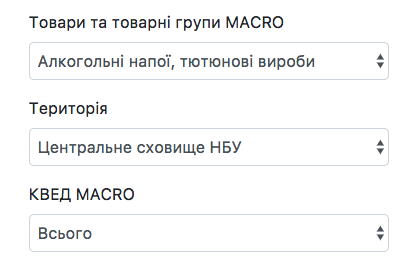 Товари та товарні групи MACRO
Алкогольні напої, тютюнові вироби
Територія
Центральне сховище НБУ
КВЕД MACRO
Всього